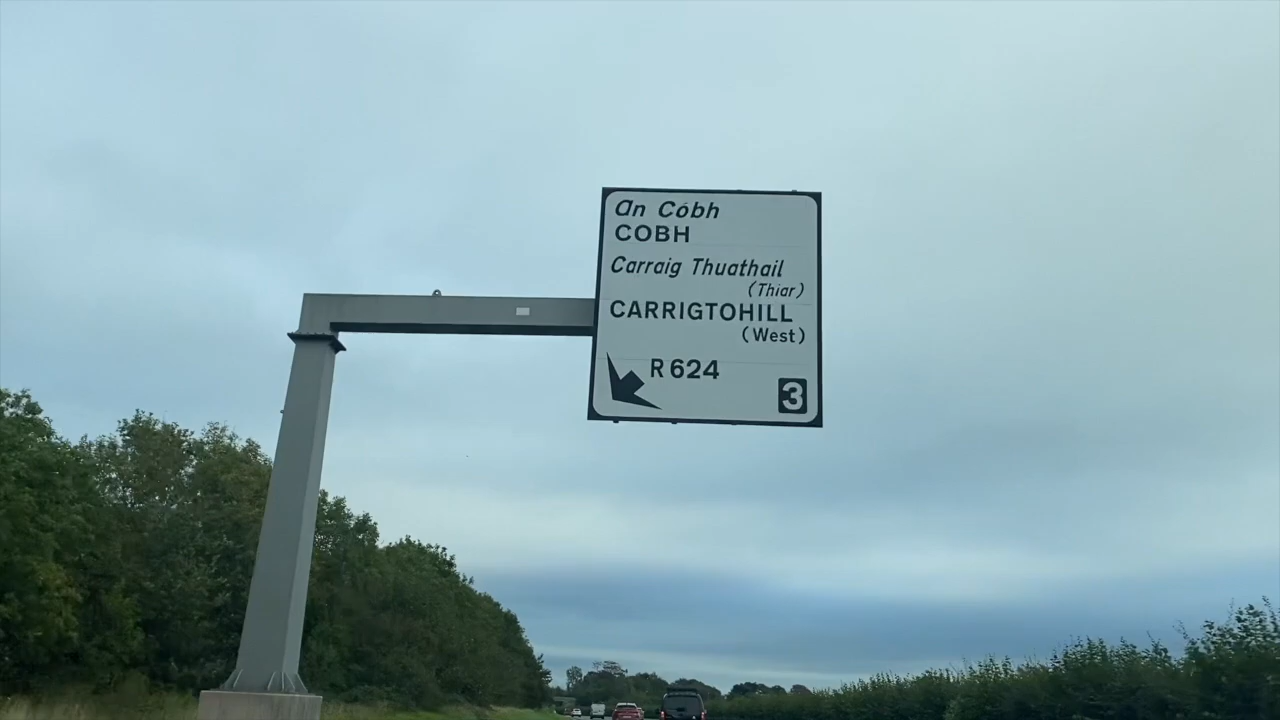 An Cóbh
COBH
Carraig Thuathail
(Thiar)
CARRIGTOHILL
(West)
R624
3